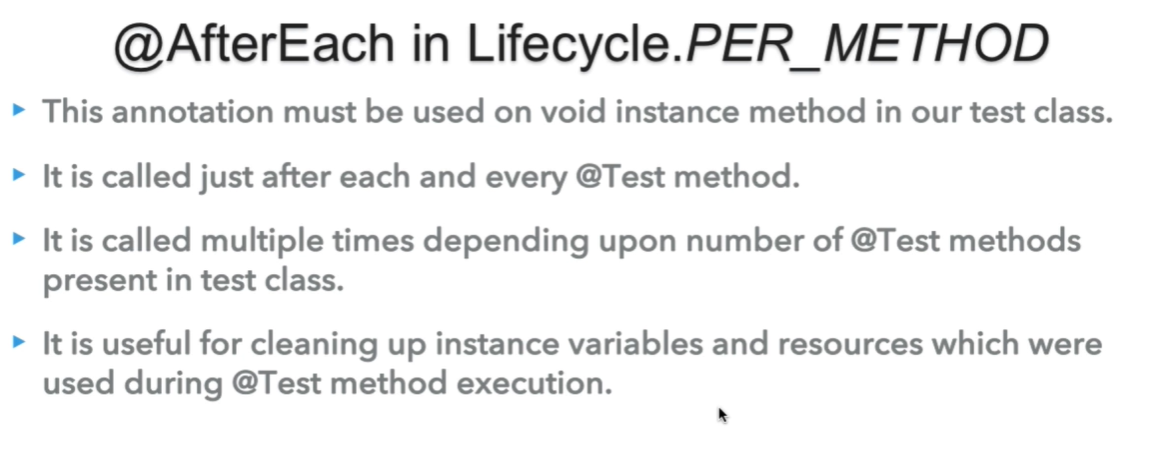 @AfterEach in Lifecycle.PER_METHOD
This annotation must be used on void instance method in our test class.
It is called just after each and every @Test method.
It is called multiple times depending upon number of @Test methods
present in test class.
It is useful for cleaning up instance variables and resources which were
used during @Test method execution.